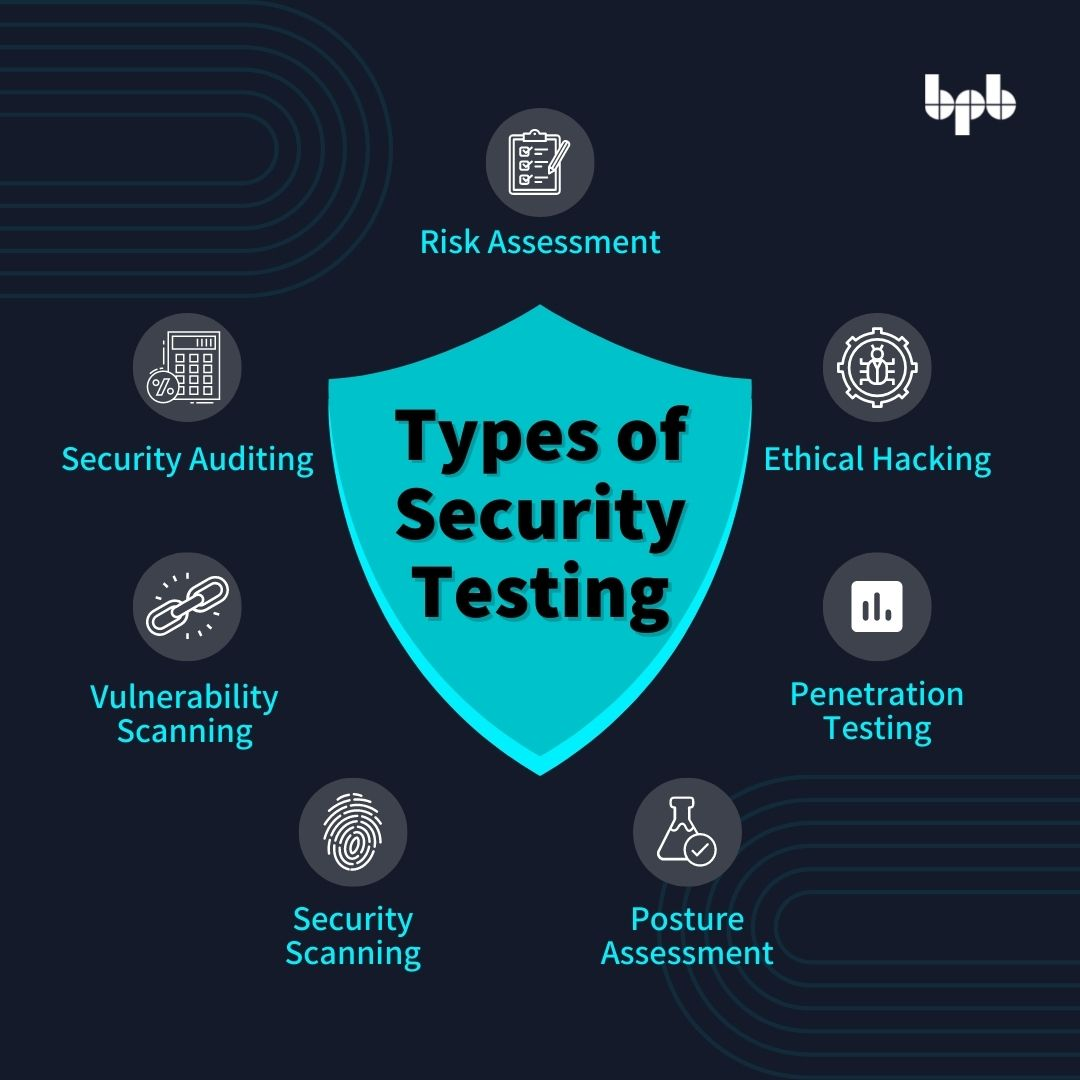 bpb
Risk Assessment
Types of
Security
Testing
Security Auditing
Ethical Hacking
Vulnerability
Scanning
Penetration
Testing
Security
Scanning
Posture
Assessment